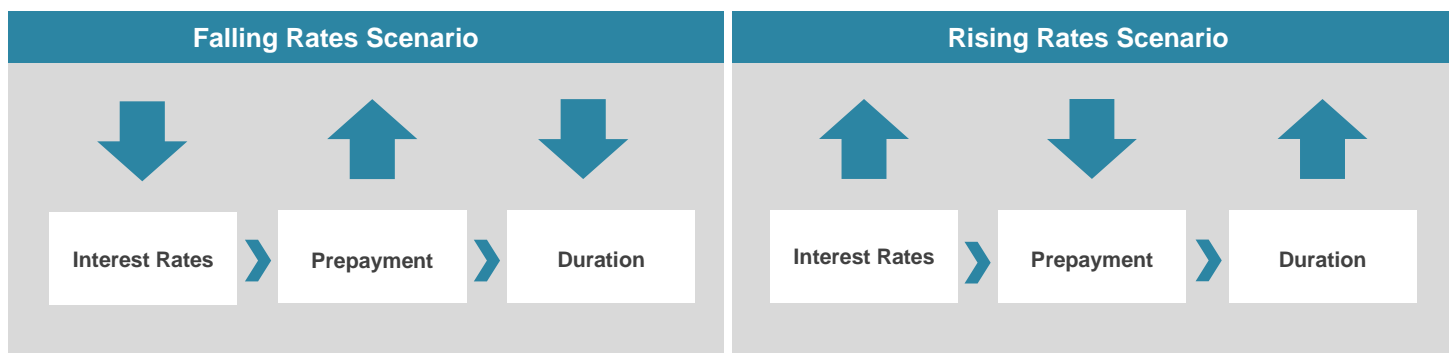 Falling Rates Scenario
Interest Rates
Prepayment
Duration
Rising Rates Scenario
Interest Rates
Prepayment
Duration